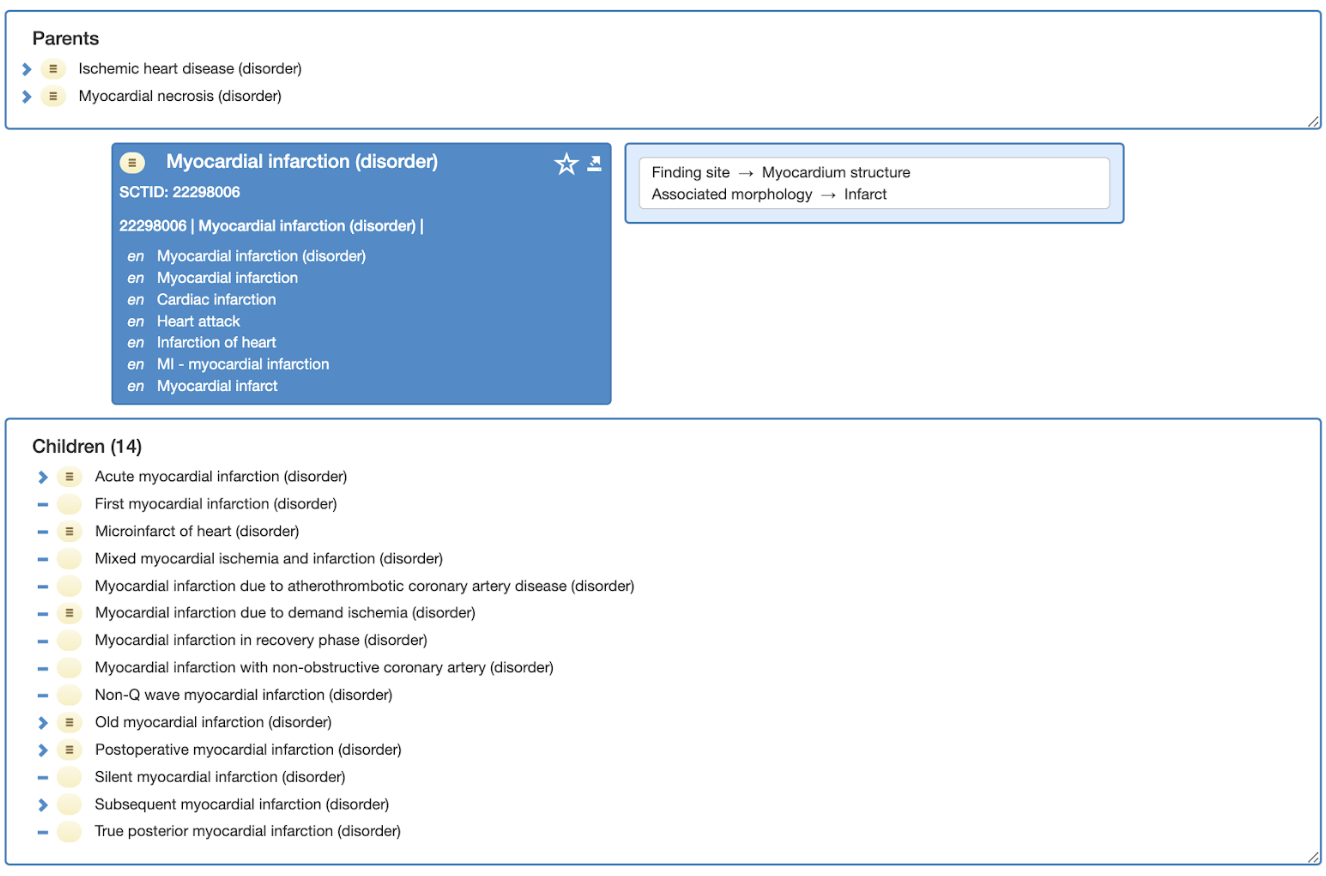 Parents
Ischemic heart disease (disorder)
Myocardial necrosis (disorder)
Myocardial infarction (disorder)
SCTID: 22298006
22298006 | Myocardial infarction (disorder) |
en Myocardial infarction (disorder)
en Myocardial infarction
en Cardiac infarction
en Heart attack
en Infarction of heart
en MI - myocardial infarction
en Myocardial infarct
Finding site → Myocardium structure
Associated morphology → Infarct
Children (14)
Acute myocardial infarction (disorder)
First myocardial infarction (disorder)
Microinfarct of heart (disorder)
Mixed myocardial ischemia and infarction (disorder)
Myocardial infarction due to atherothrombotic coronary artery disease (disorder)
Myocardial infarction due to demand ischemia (disorder)
Myocardial infarction in recovery phase (disorder)
Myocardial infarction with non-obstructive coronary artery (disorder)
Non-Q wave myocardial infarction (disorder)
Old myocardial infarction (disorder)
Postoperative myocardial infarction (disorder)
Silent myocardial infarction (disorder)
Subsequent myocardial infarction (disorder)
True posterior myocardial infarction (disorder)